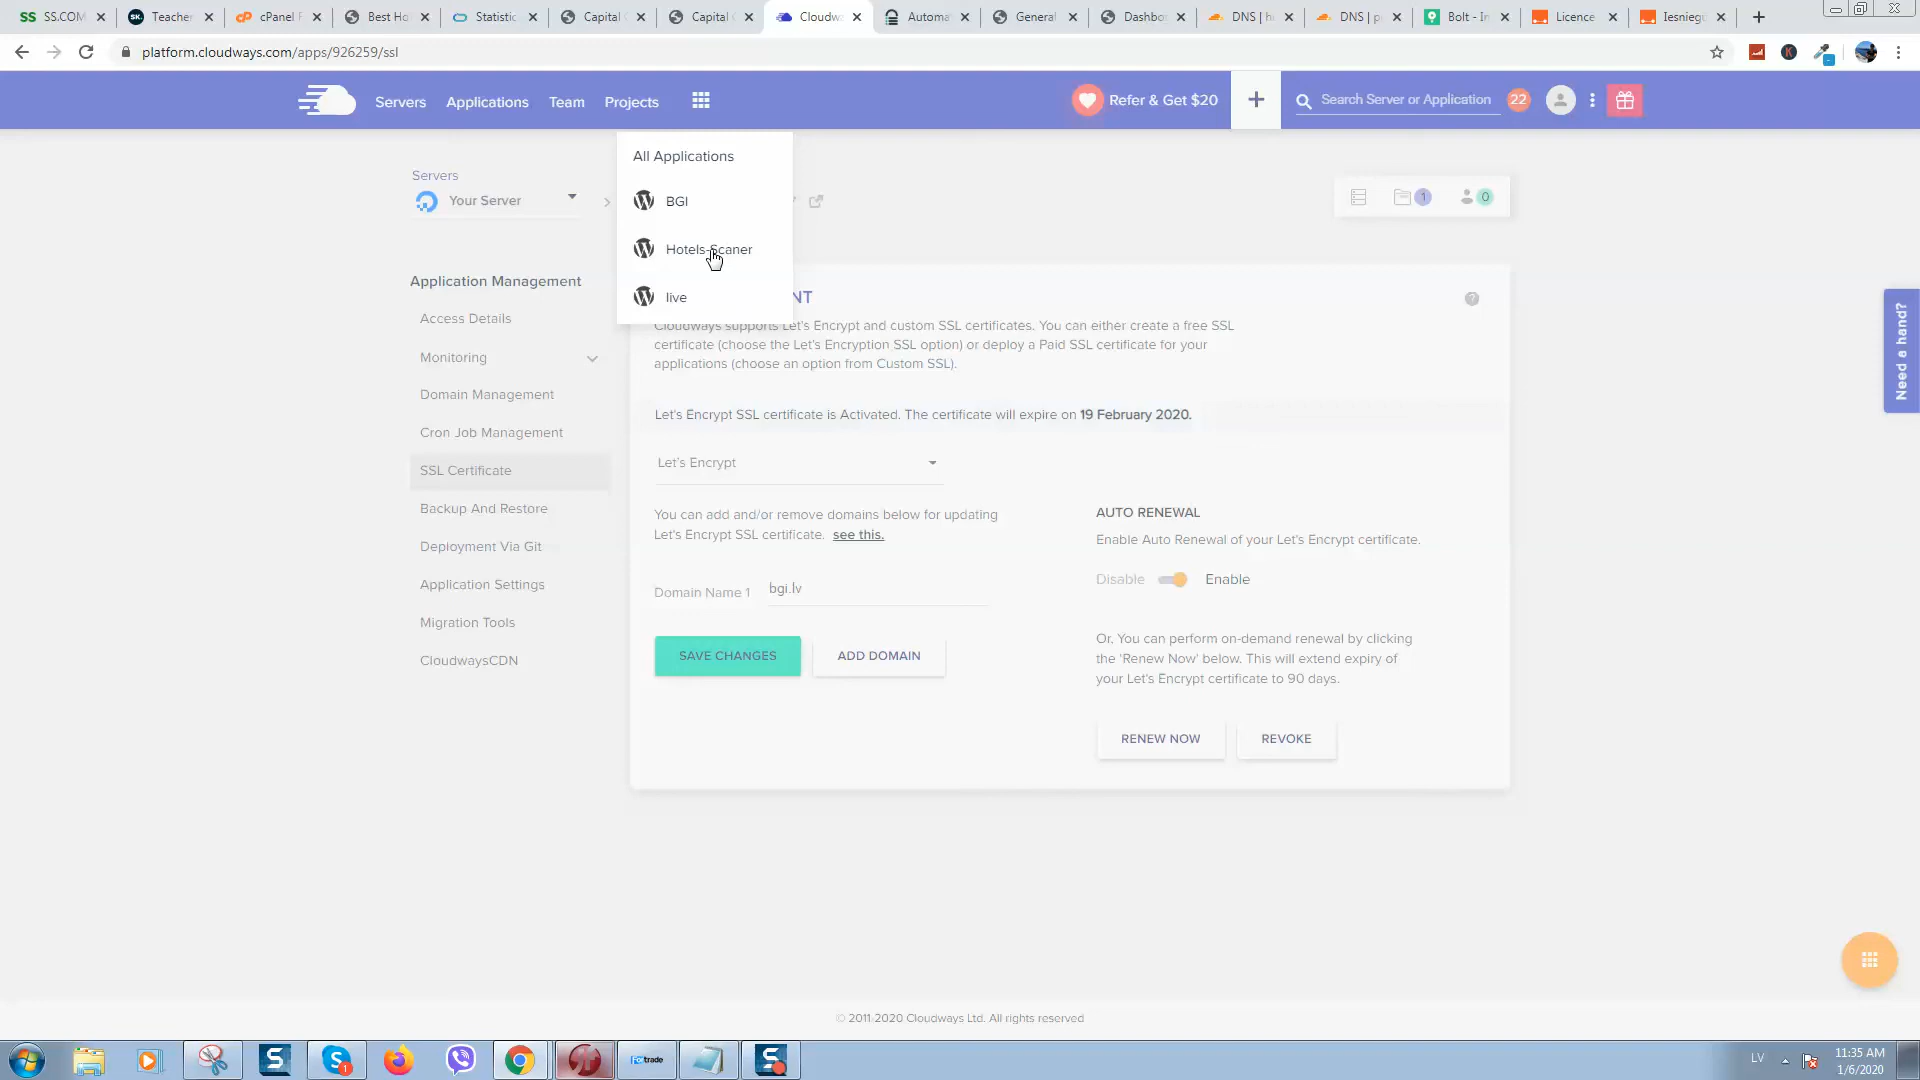 SS SS.COM
SK. Teacher
cPanel F
Best Ho
Statistic
Capital C
Capital C
Cloudwa
Automa
General
Dashbo
DNS | h
DNS | p
Bolt - In
Licence
Iesniegu
platform.cloudways.com/apps/926259/ssl
Servers
Applications
Team
Projects
Refer & Get $20
Search Server or Application
22
Servers
Your Server
All Applications
BGI
Hotels-Scaner
live
1
0
Application Management
Access Details
Monitoring
Domain Management
Cron Job Management
SSL Certificate
Backup And Restore
Deployment Via Git
Application Settings
Migration Tools
CloudwaysCDN
NT
Cloudways supports Let's Encrypt and custom SSL certificates. You can either create a free SSL
certificate (choose the Let's Encryption SSL option) or deploy a Paid SSL certificate for your
applications (choose an option from Custom SSL).
Let's Encrypt SSL certificate is Activated. The certificate will expire on 19 February 2020.
Let's Encrypt
You can add and/or remove domains below for updating
Let's Encrypt SSL certificate. see this.
Domain Name 1 bgi.lv
SAVE CHANGES
ADD DOMAIN
AUTO RENEWAL
Enable Auto Renewal of your Let's Encrypt certificate.
Disable Enable
Or, You can perform on-demand renewal by clicking
the 'Renew Now' below. This will extend expiry of
your Let's Encrypt certificate to 90 days.
RENEW NOW
REVOKE
Need a hand?
© 2011-2020 Cloudways Ltd. All rights reserved
Fortrade
LV
11:35 AM
1/6/2020